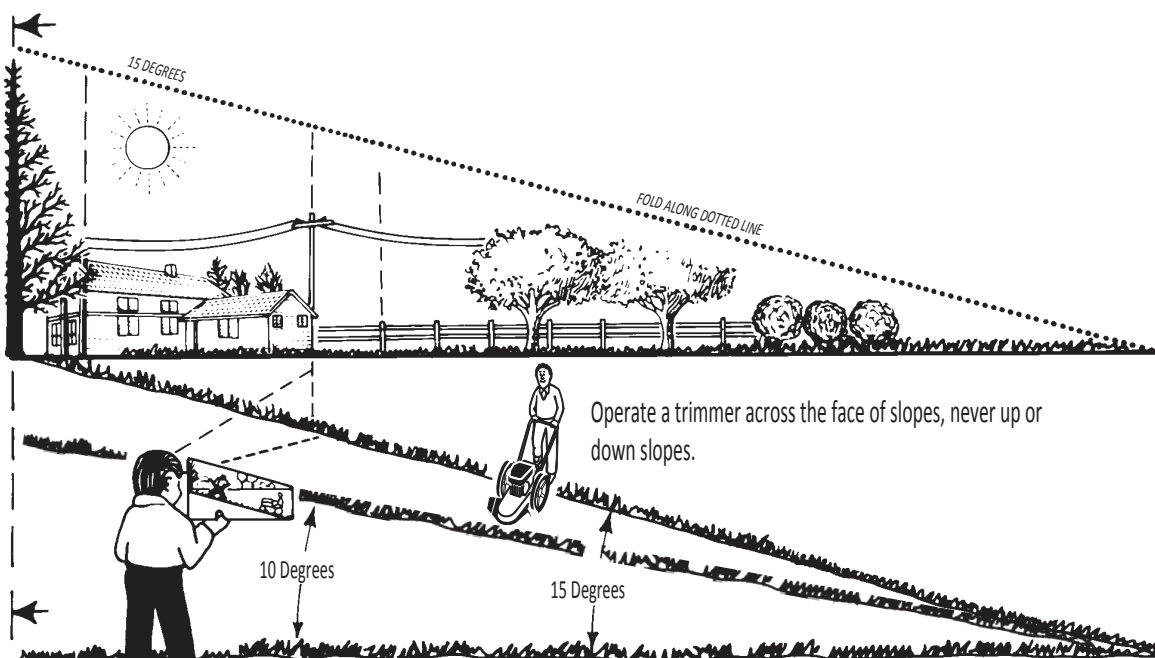 15 DEGREES
FOLD ALONG DOTTED LINE
Operate a trimmer across the face of slopes, never up or
down slopes.
10 Degrees
15 Degrees